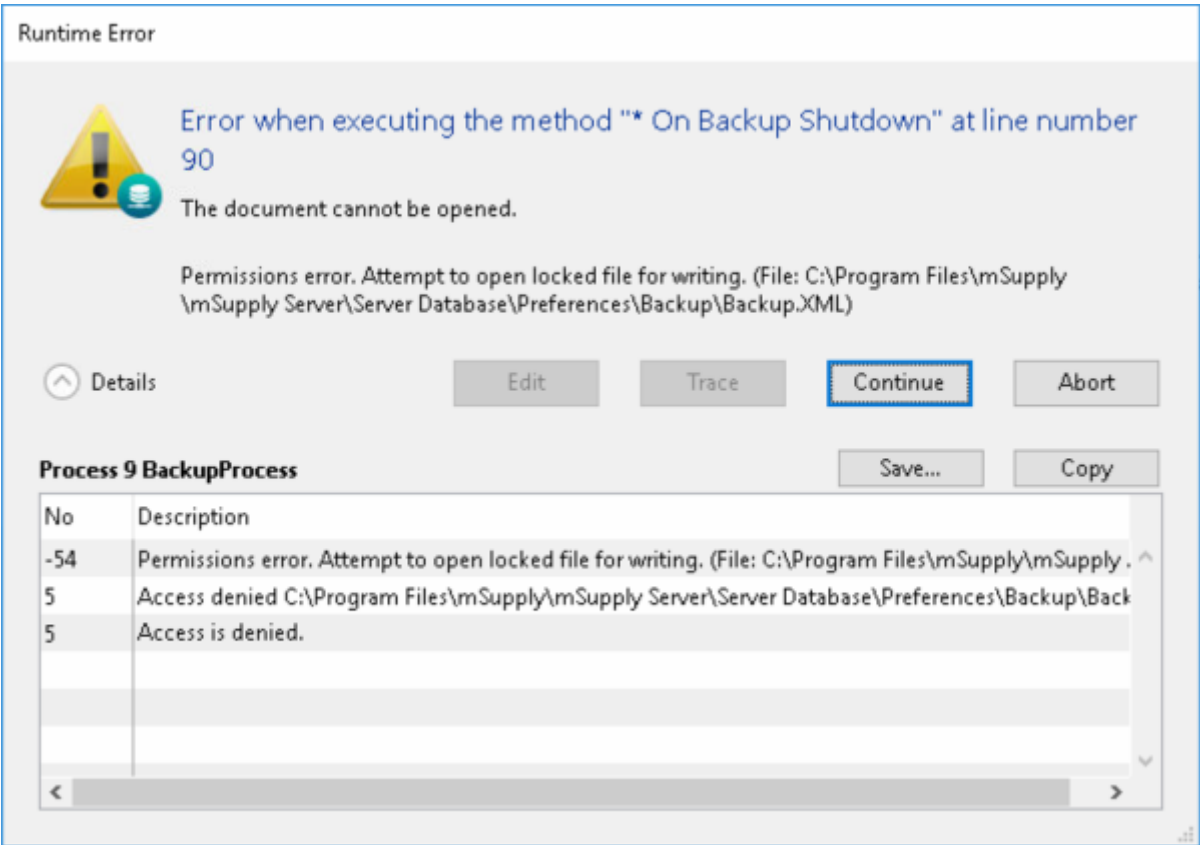 Runtime Error
Error when executing the method "* On Backup Shutdown" at line number
90
The document cannot be opened.
Permissions error. Attempt to open locked file for writing. (File: C:\Program Files\mSupply
\mSupply Server\Server Database\Preferences\Backup\Backup.XML)
Details Edit Trace Continue Abort
Process 9 BackupProcess Save... Copy
No Description
-54 Permissions error. Attempt to open locked file for writing. (File: C:\Program Files\mSupply\mSupply .
5 Access denied C:\Program Files\mSupply\mSupply Server\Server Database\Preferences\Backup\Back
5 Access is denied.